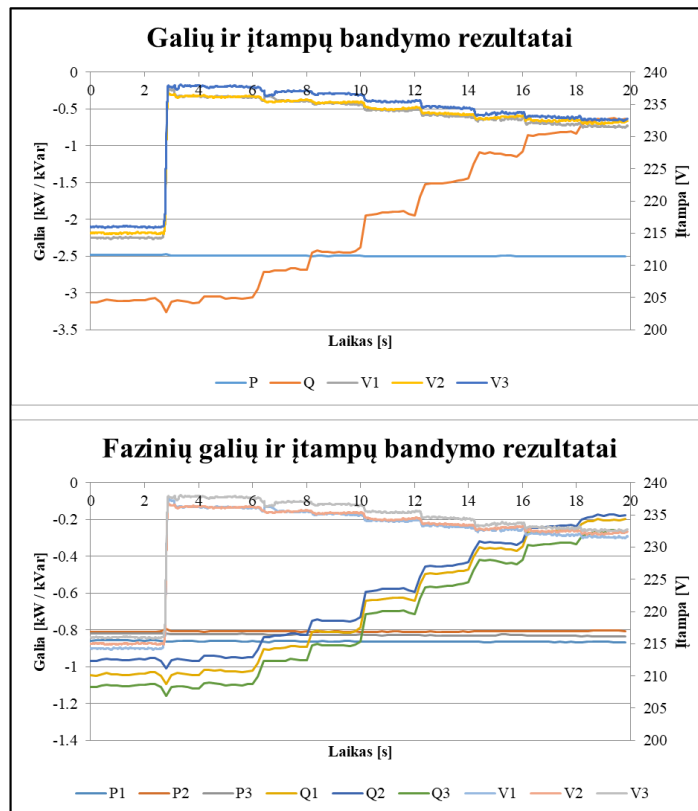 Galių ir įtampų bandymo rezultatai
0 2 4 6 8 10 12 14 16 18 20
0
-0.5
-1
-1.5
-2
-2.5
-3
-3.5
Galia [kW / kVar]
240
235
230
225
220
215
210
205
200
Įtampa [V]
Laikas [s]
P Q V1 V2 V3
Fazinių galių ir įtampų bandymo rezultatai
0 2 4 6 8 10 12 14 16 18 20
0
-0.2
-0.4
-0.6
-0.8
-1
-1.2
-1.4
Galia [kW / kVar]
240
235
230
225
220
215
210
205
200
Įtampa [V]
Laikas [s]
P1 P2 P3 Q1 Q2 Q3 V1 V2 V3